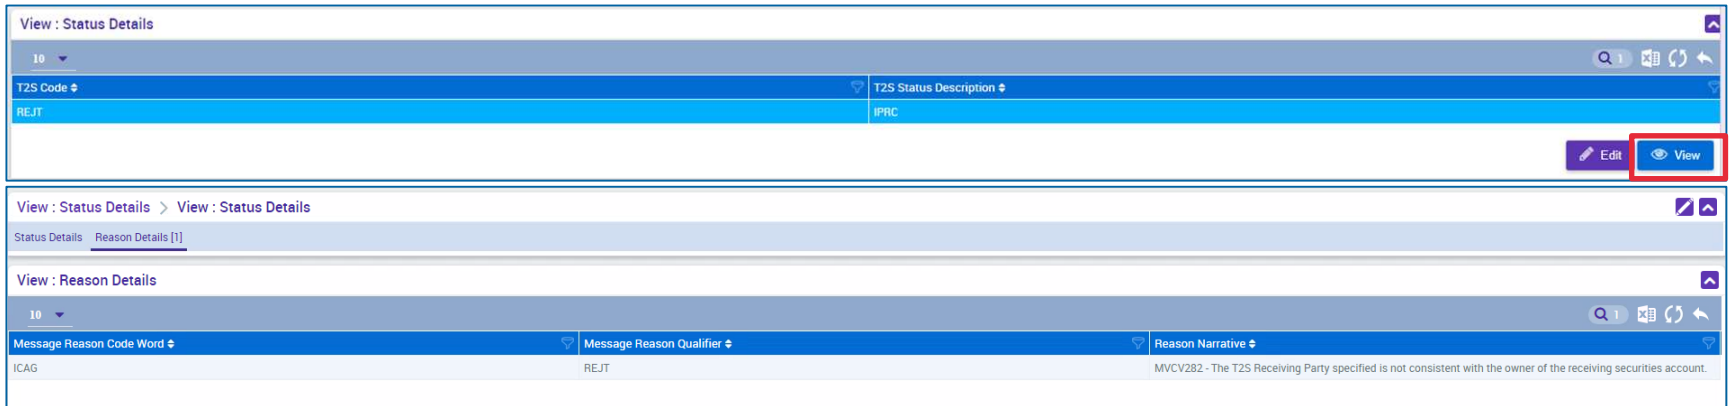 View : Status Details
10
1
T2S Code
T2S Status Description
REJT
IPRC
Edit
View
View : Status Details > View : Status Details
Status Details Reason Details [1]
View : Reason Details
10
1
Message Reason Code Word
Message Reason Qualifier
Reason Narrative
ICAG
REJT
MVCV282 - The T2S Receiving Party specified is not consistent with the owner of the receiving securities account.